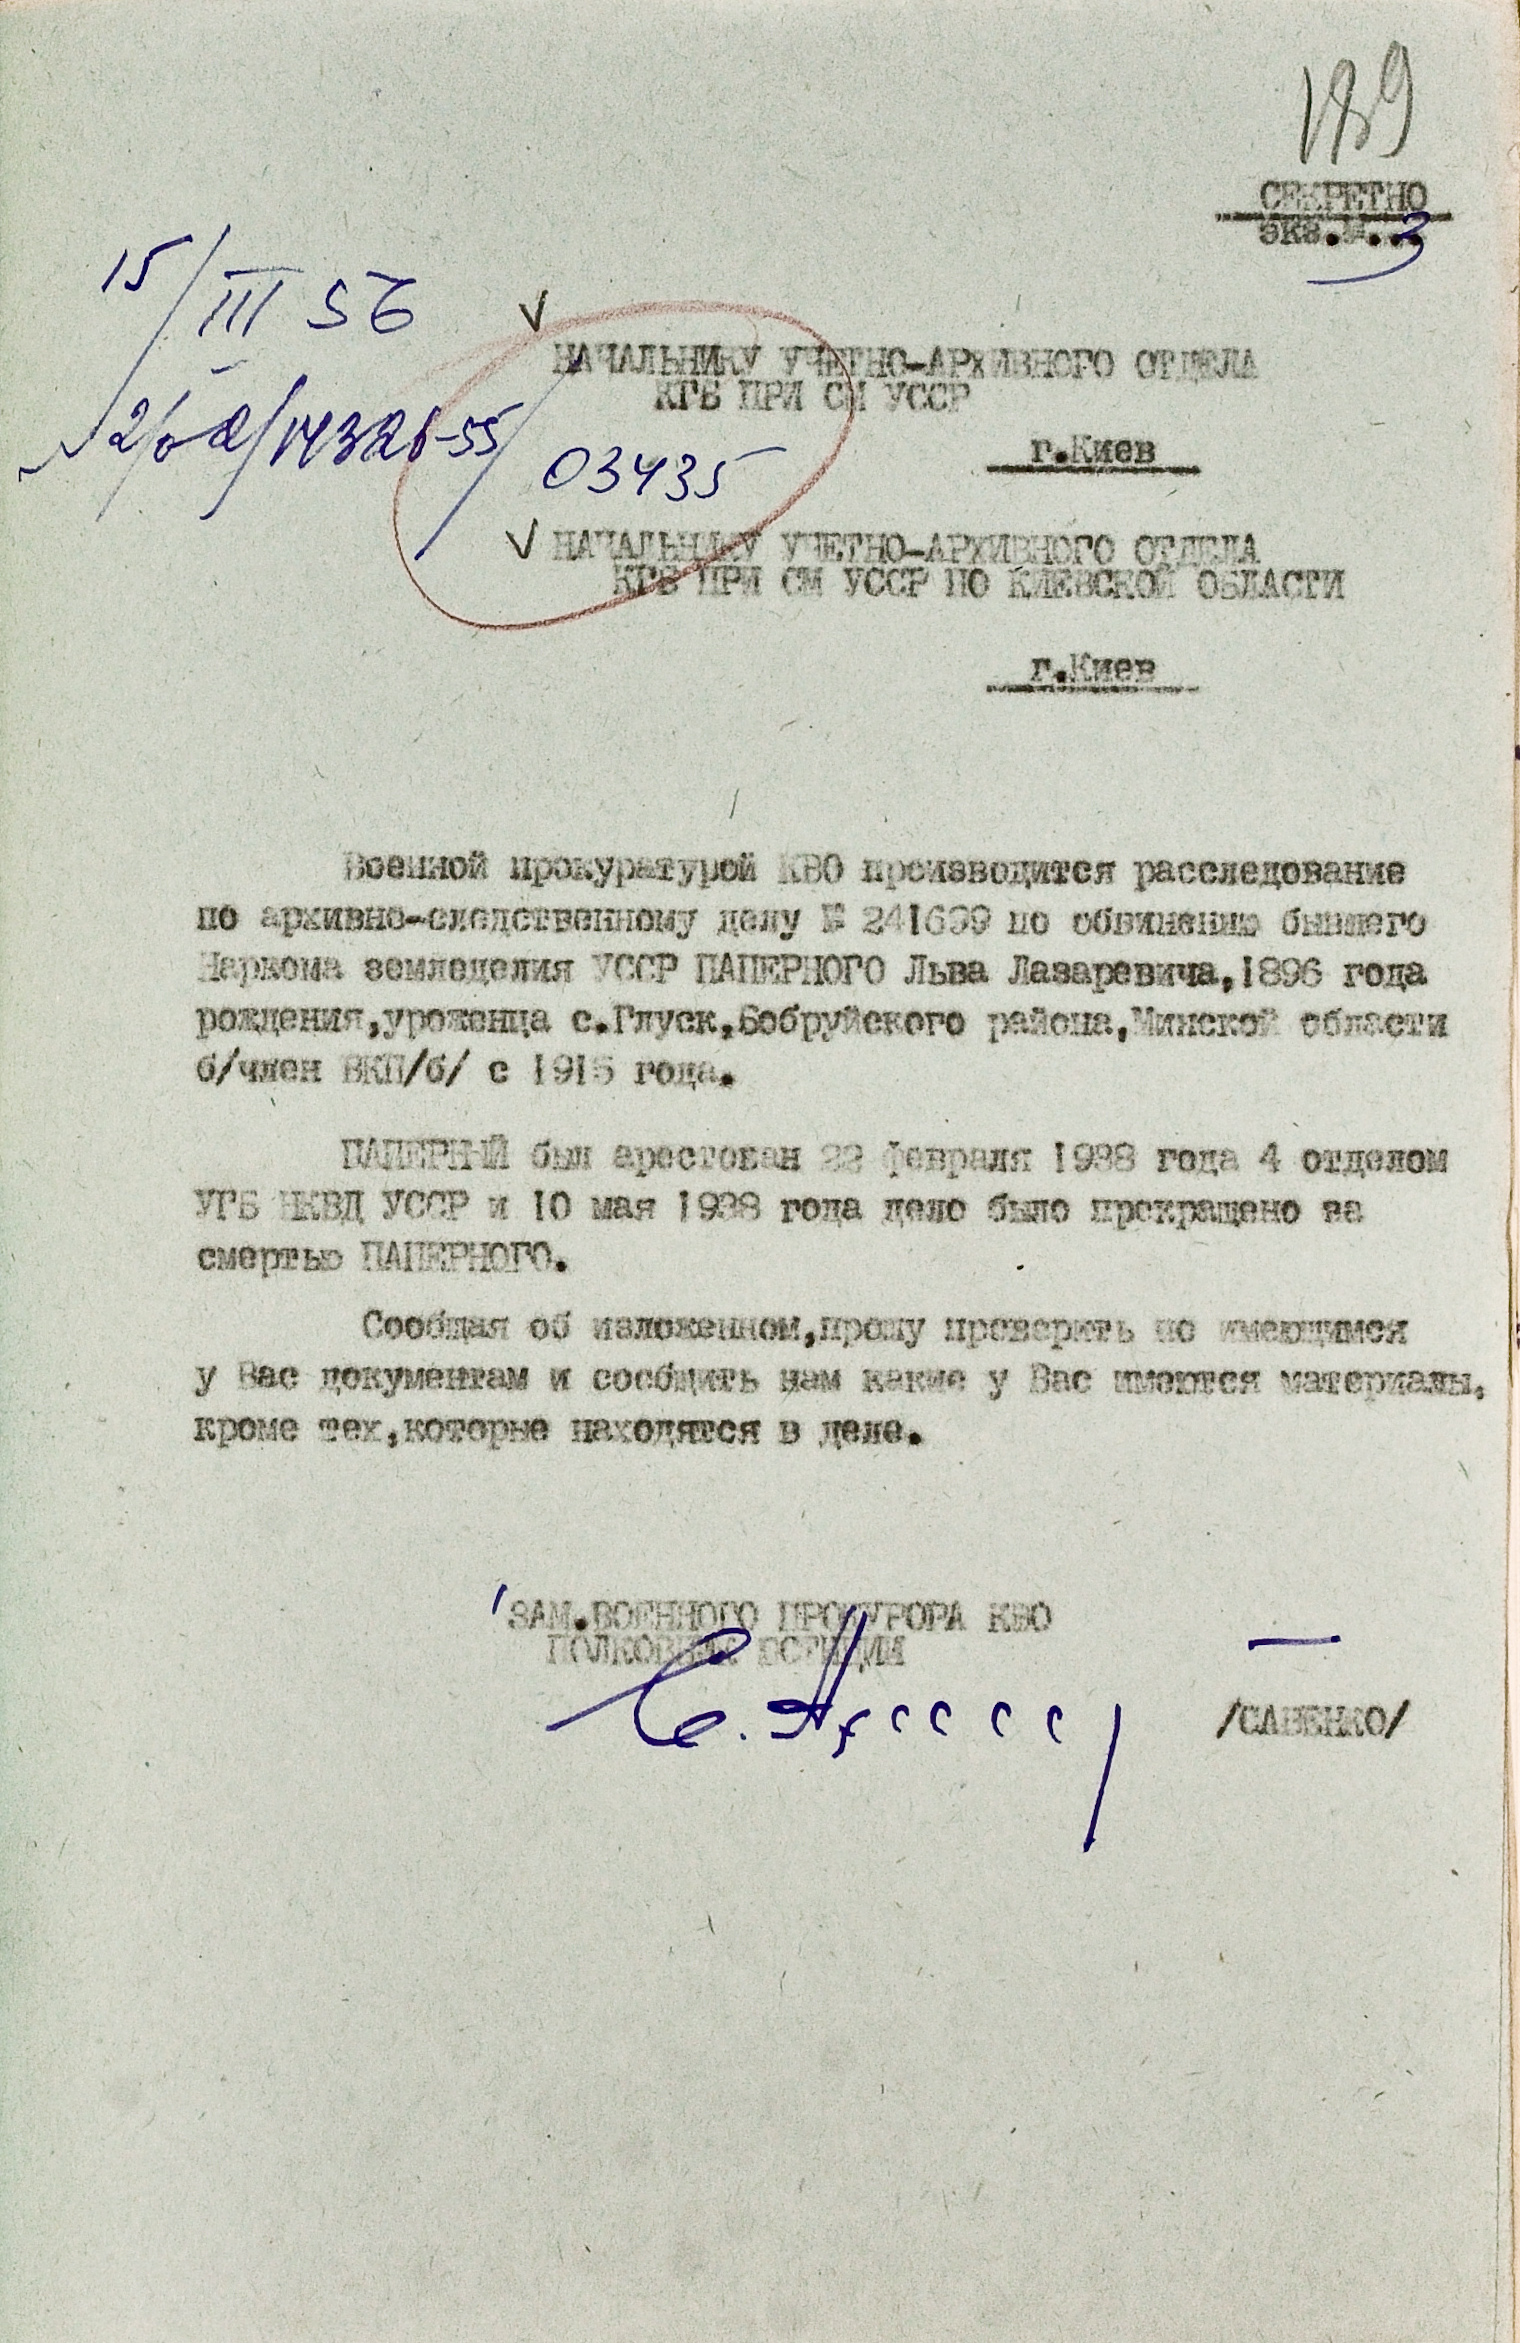 189
СЕКРЕТНО
экз.№.3
15/III 56
НАЧАЛЬНИКУ УЧЕТНО-АРХИВНОГО ОТДЕЛА
КГБ ПРИ СМ УССР
г.Киев
03435
НАЧАЛЬНИКУ УЧЕТНО-АРХИВНОГО ОТДЕЛА
КГБ ПРИ СМ УССР ПО КИЕВСКОЙ ОБЛАСТИ
г.Киев
Военной прокуратурой КВО производится расследование
по архивно-следственному делу № 241699 по обвинению бывшего
Наркома земледелия УССР ПАПЕРНОГО Льва Лазаревича,1896 года
рождения,уроженца с.Глуск,Бобруйского района,Минской области
б/член ВКП/б/ с 1915 года.
ПАПЕРНЫЙ был арестован 22 февраля 1938 года 4 отделом
УГБ НКВД УССР и 10 мая 1938 года дело было прекращено за
смертью ПАПЕРНОГО.
Сообщая об изложенном,прошу проверить по имеющимся
у Вас документам и сообщить нам какие у Вас имеются материалы,
кроме тех,которые находятся в деле.
ЗАМ.ВОЕННОГО ПРОКУРОРА КВО
ПОЛКОВНИК ЮСТИЦИИ
/САВЕНКО/